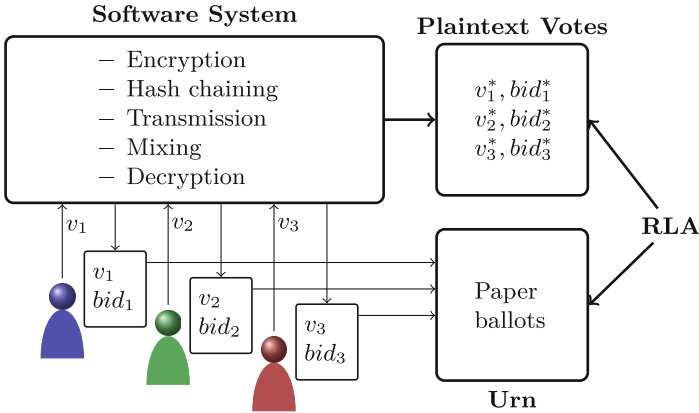 Software System
– Encryption
– Hash chaining
– Transmission
– Mixing
– Decryption
Plaintext Votes
v₁*, bid₁*
v₂*, bid₂*
v₃*, bid₃*
RLA
v₁
v₂
v₃
v₁
bid₁
v₂
bid₂
v₃
bid₃
Paper
ballots
Urn